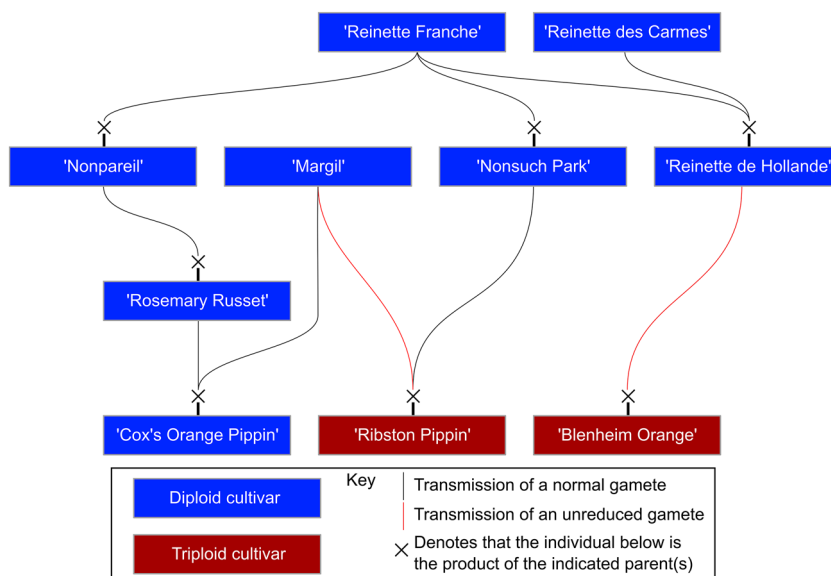 'Reinette Franche'
'Reinette des Carmes'
'Nonpareil'
'Margil'
'Nonsuch Park'
'Reinette de Hollande'
'Rosemary Russet'
'Cox's Orange Pippin'
'Ribston Pippin'
'Blenheim Orange'
Key
Diploid cultivar
Triploid cultivar
Transmission of a normal gamete
Transmission of an unreduced gamete
Denotes that the individual below is
the product of the indicated parent(s)